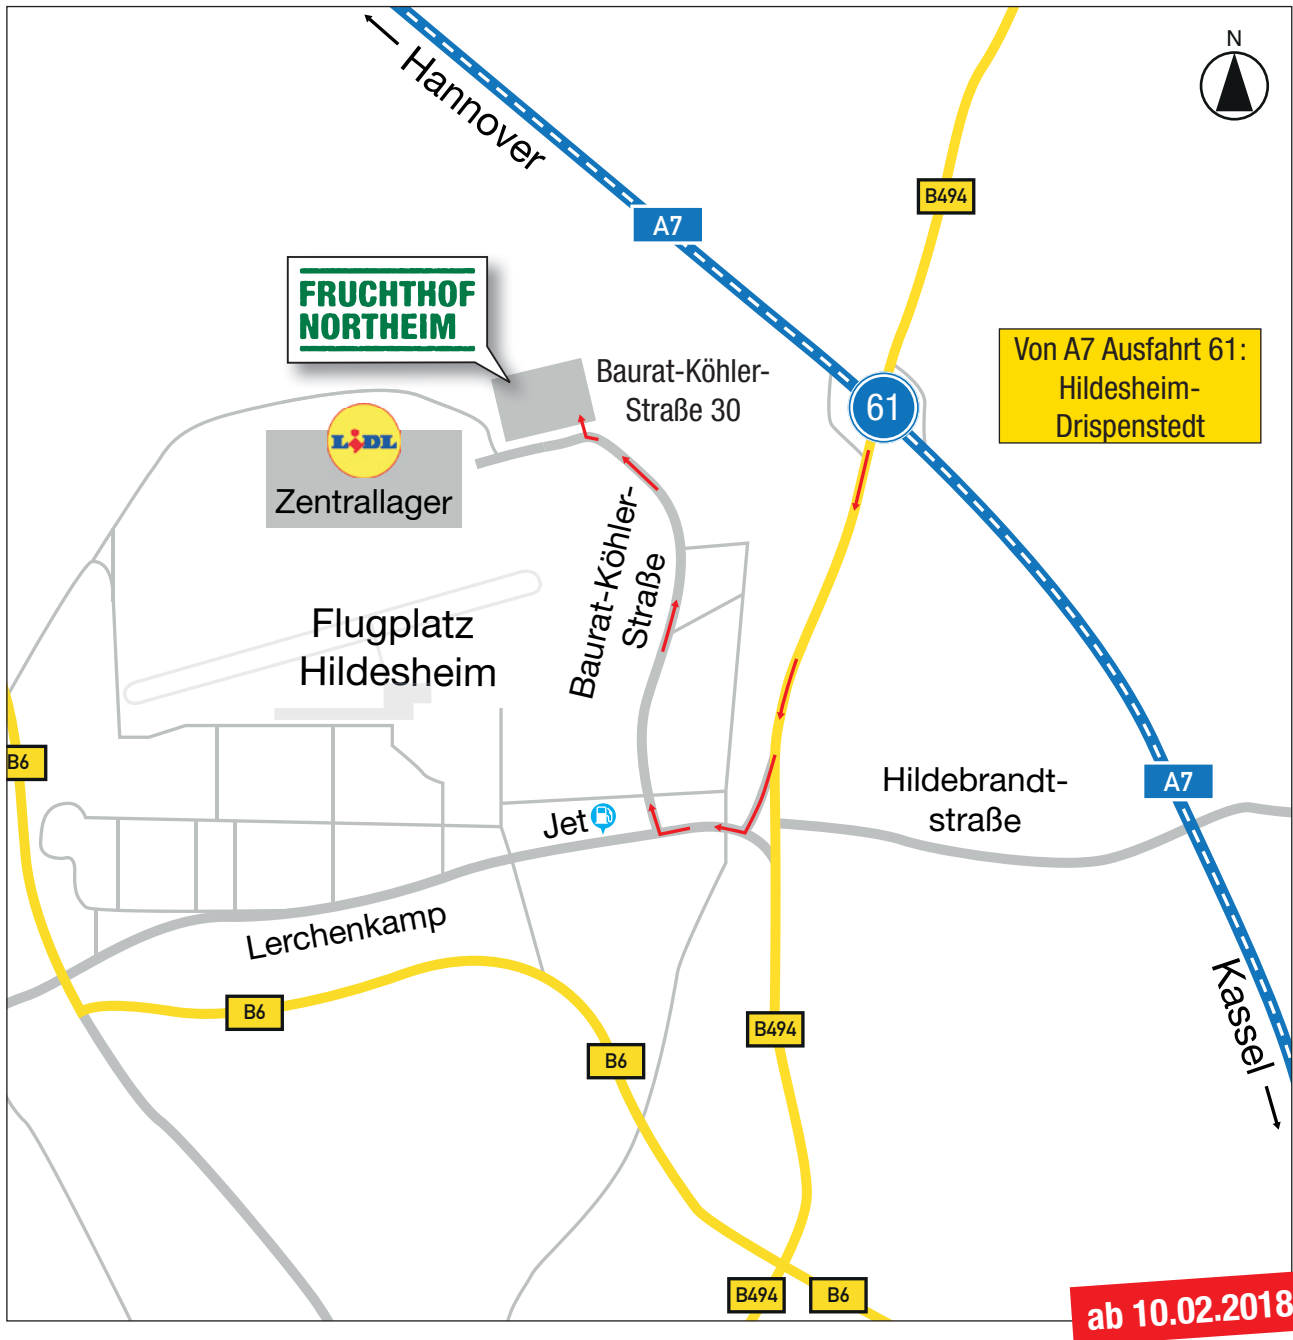 N
Hannover
B494
A7
FRUCHTHOF
NORTHEIM
Baurat-Köhler-
Straße 30
61
Von A7 Ausfahrt 61:
Hildesheim-
Drispenstedt
LiDL
Zentrallager
Baurat-Köhler-
Straße
Flugplatz
Hildesheim
B6
Hildebrandt-
straße
A7
Jet
Lerchenkamp
Kassel
B6
B494
B6
B494
B6
ab 10.02.2018